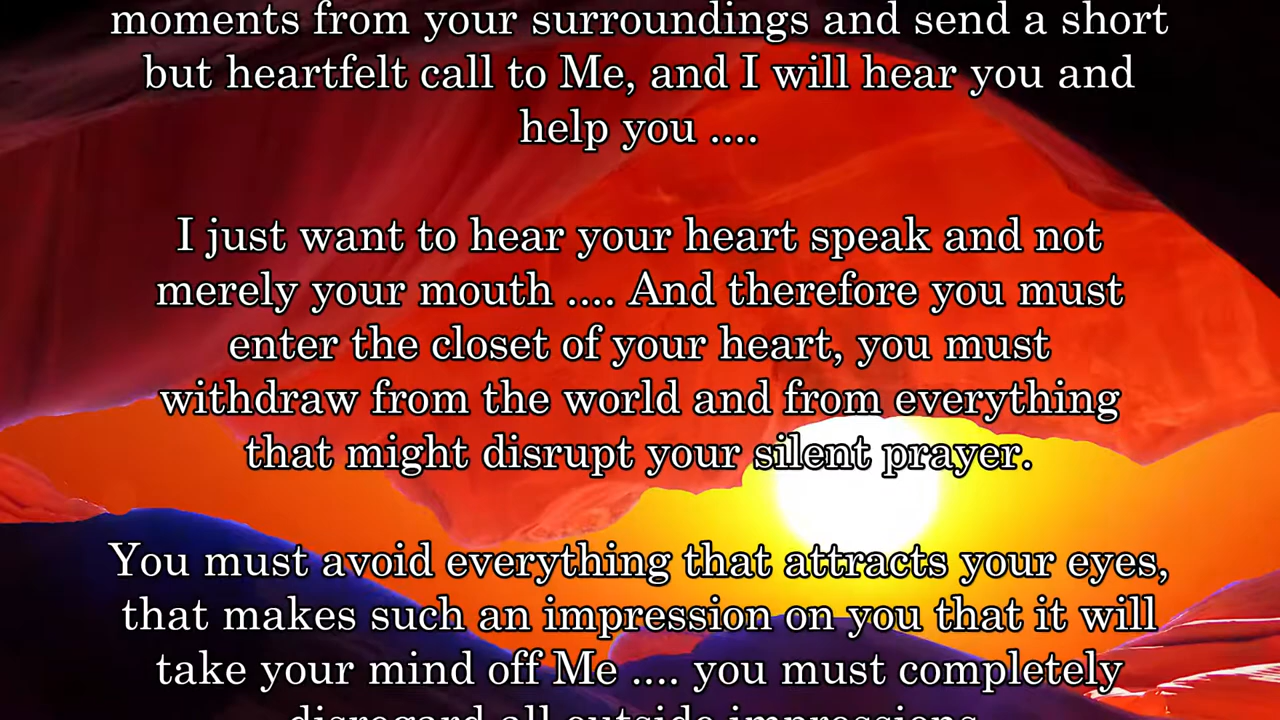 moments from your surroundings and send a short
but heartfelt call to Me, and I will hear you and
help you ....
I just want to hear your heart speak and not
merely your mouth .... And therefore you must
enter the closet of your heart, you must
withdraw from the world and from everything
that might disrupt your silent prayer.
You must avoid everything that attracts your eyes,
that makes such an impression on you that it will
take your mind off Me .... you must completely
disregard all outside impressions